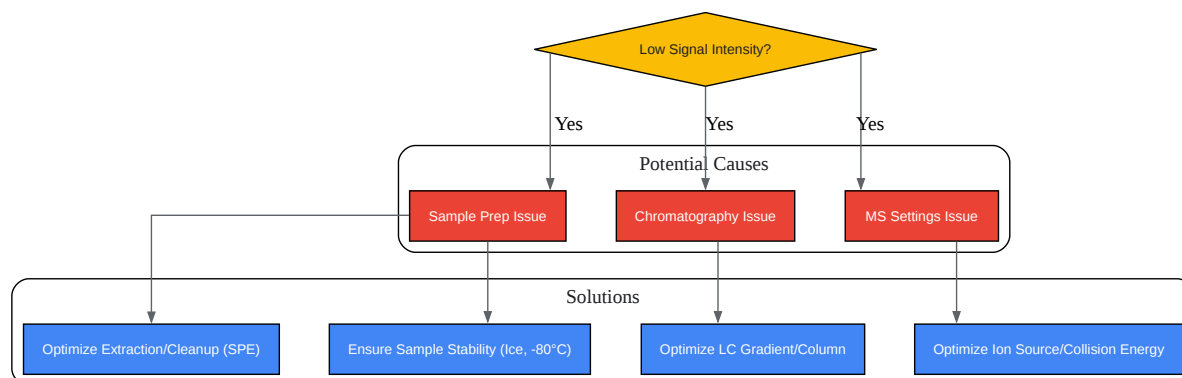 Low Signal Intensity?
Yes
Yes
Yes
Potential Causes
Sample Prep Issue
Chromatography Issue
MS Settings Issue
Solutions
Optimize Extraction/Cleanup (SPE)
Ensure Sample Stability (Ice, -80°C)
Optimize LC Gradient/Column
Optimize Ion Source/Collision Energy